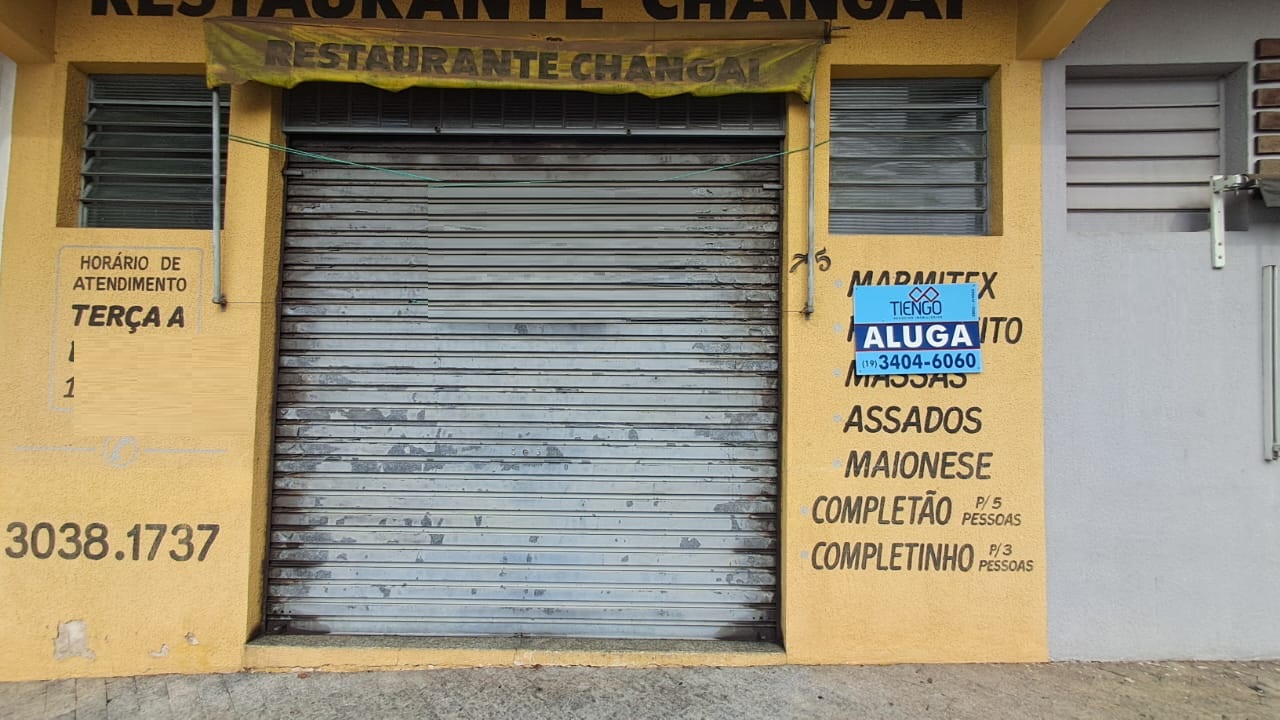 RESTAURANTE CHANGAI
RESTAURANTE CHANGAI
HORÁRIO DE
ATENDIMENTO
TERÇA A
3038.1737
75
MARMITEX
TIENGO
ALUGA
(19) 3404-6060
MASSAS
ASSADOS
MAIONESE
COMPLETÃO P/5 PESSOAS
COMPLETINHO P/3 PESSOAS